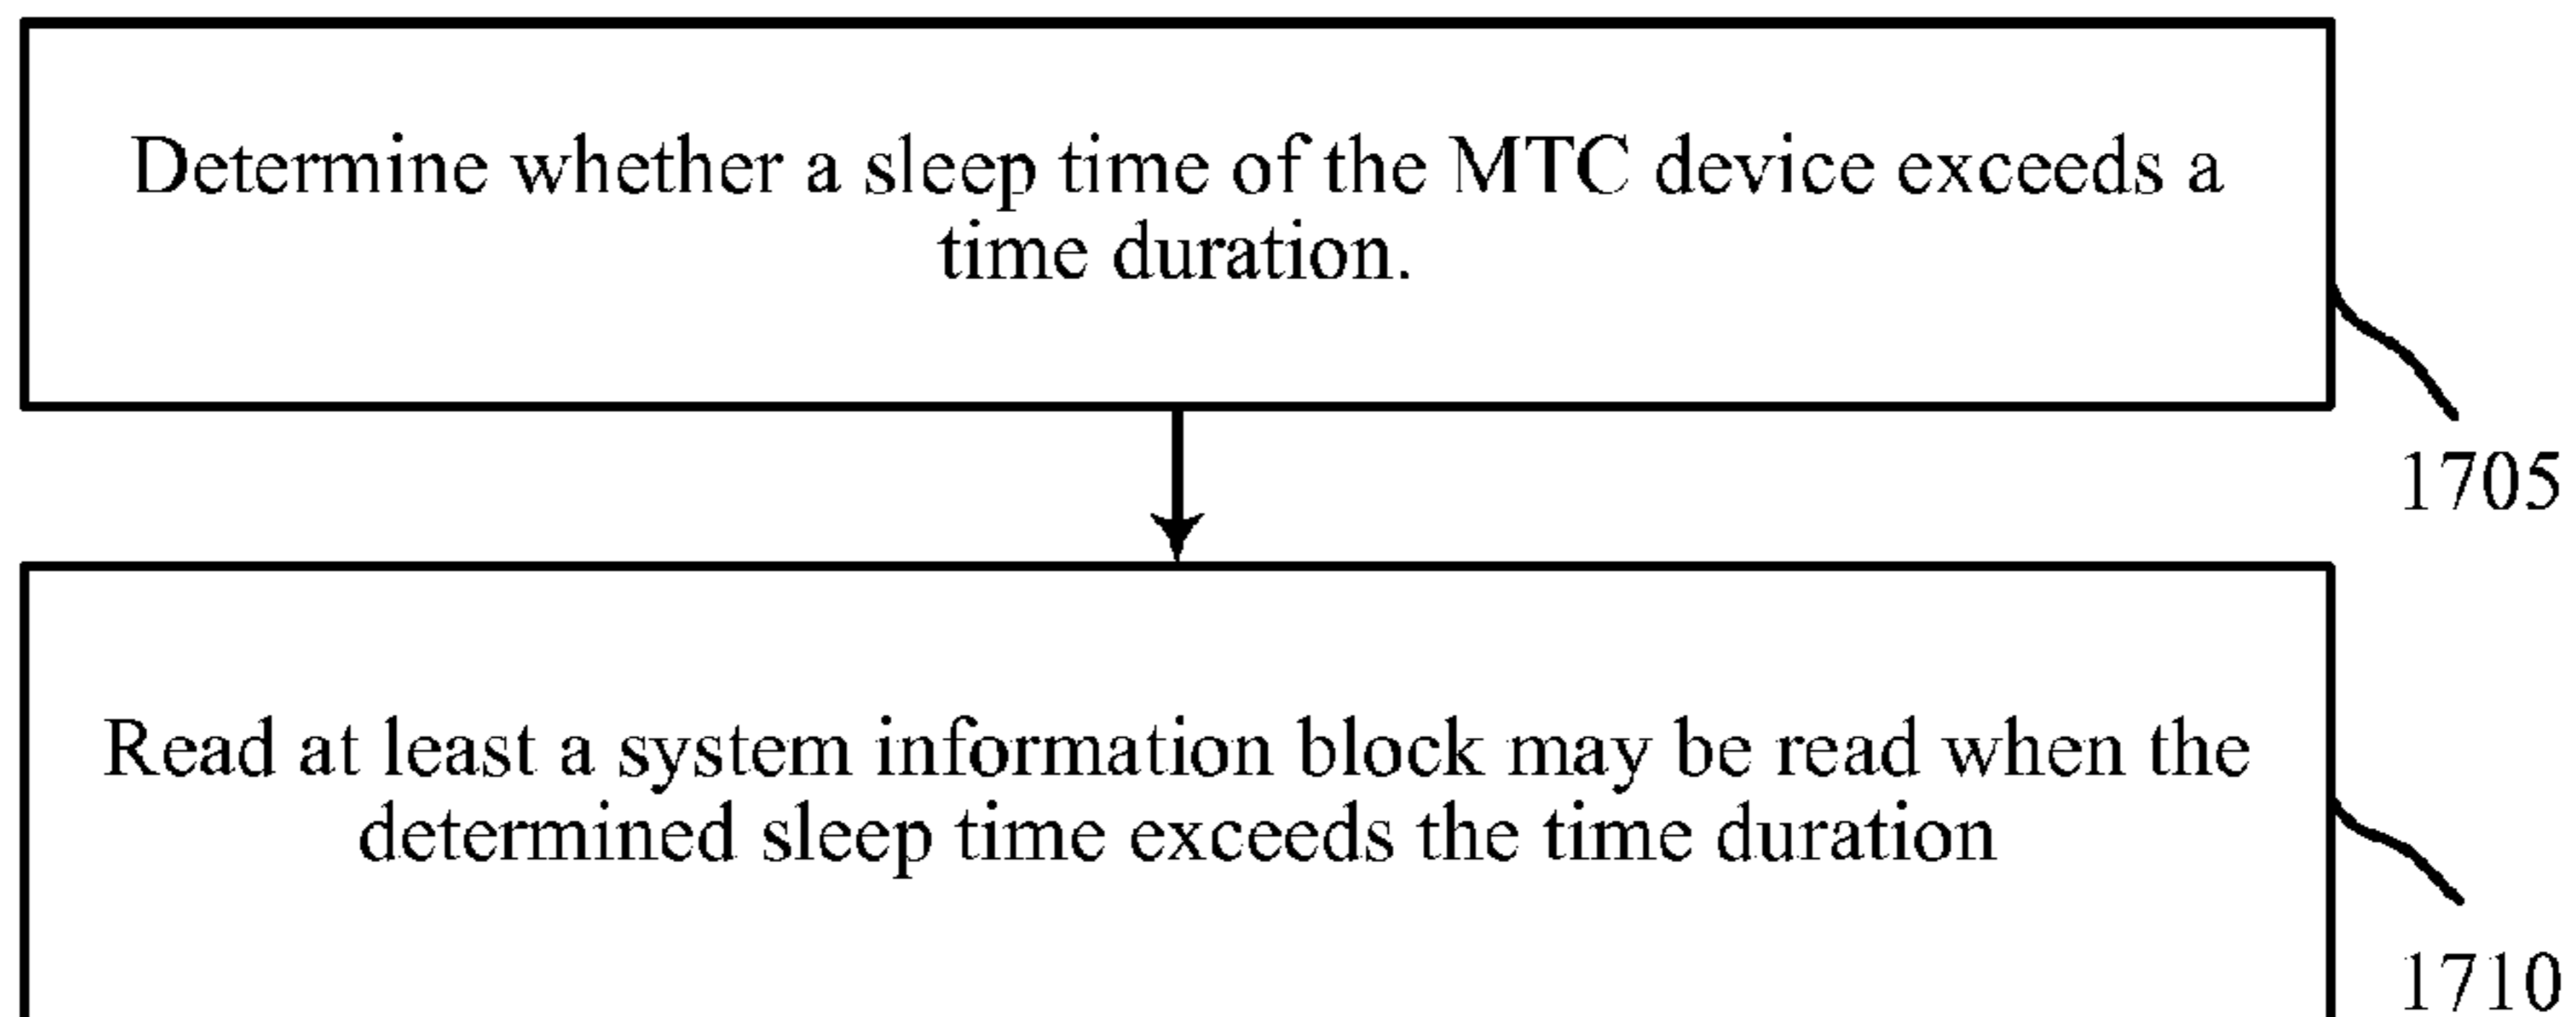 Determine whether a sleep time of the MTC device exceeds a
time duration.
1705
Read at least a system information block may be read when the
determined sleep time exceeds the time duration
1710